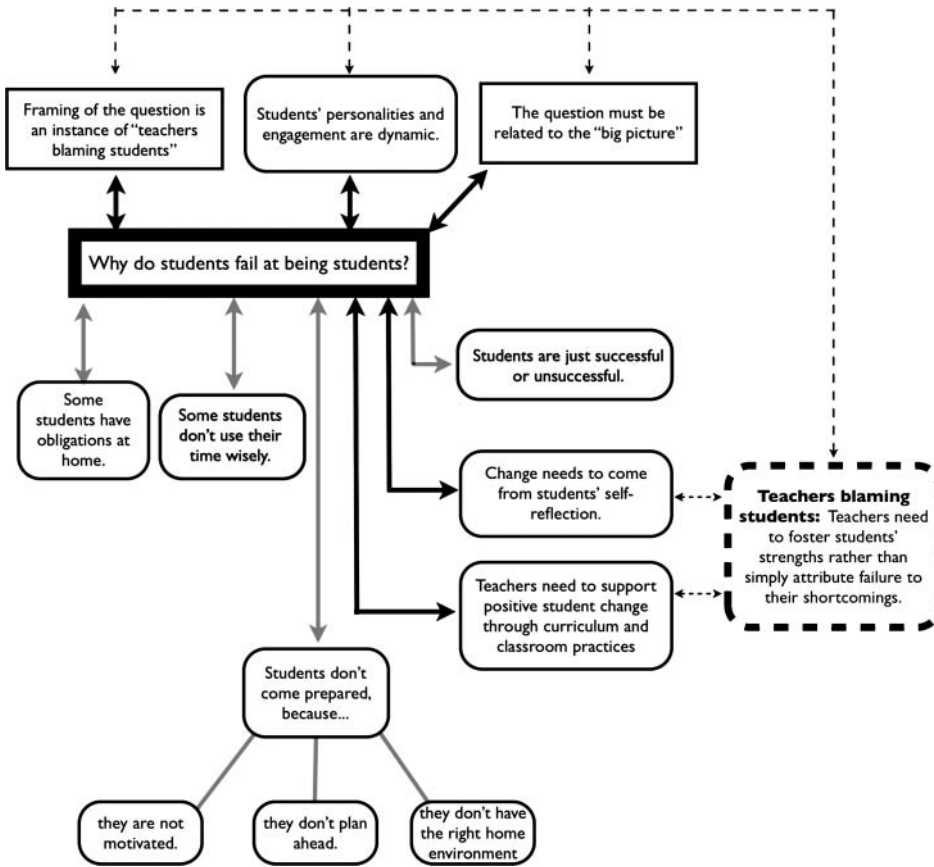 Framing of the question is
an instance of “teachers
blaming students”
Students’ personalities and
engagement are dynamic.
The question must be
related to the “big picture”
Why do students fail at being students?
Students are just successful
or unsuccessful.
Some
students have
obligations at
home.
Some students
don’t use their
time wisely.
Change needs to come
from students’ self-
reflection.
Teachers blaming
students: Teachers need
to foster students’
strengths rather than
simply attribute failure to
their shortcomings.
Teachers need to support
positive student change
through curriculum and
classroom practices
Students don’t
come prepared,
because...
they are not
motivated.
they don’t plan
ahead.
they don’t have
the right home
environment